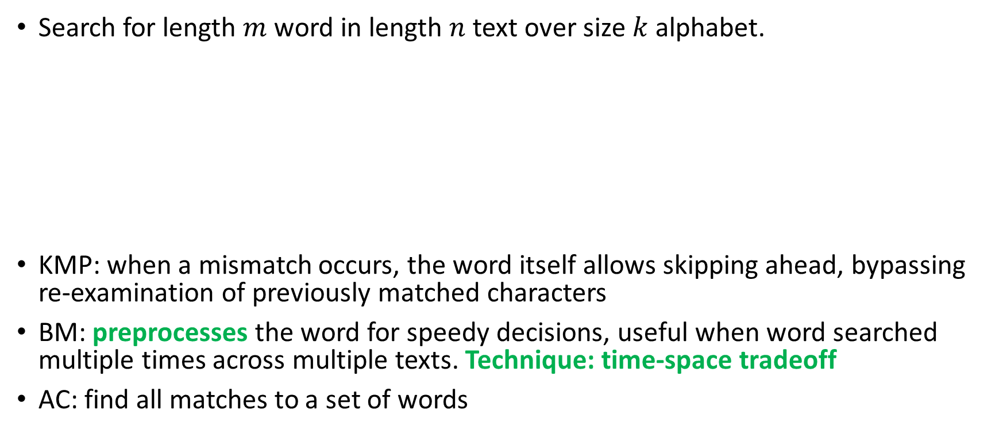 • Search for length m word in length n text over size k alphabet.
• KMP: when a mismatch occurs, the word itself allows skipping ahead, bypassing
re-examination of previously matched characters
• BM: preprocesses the word for speedy decisions, useful when word searched
multiple times across multiple texts. Technique: time-space tradeoff
• AC: find all matches to a set of words